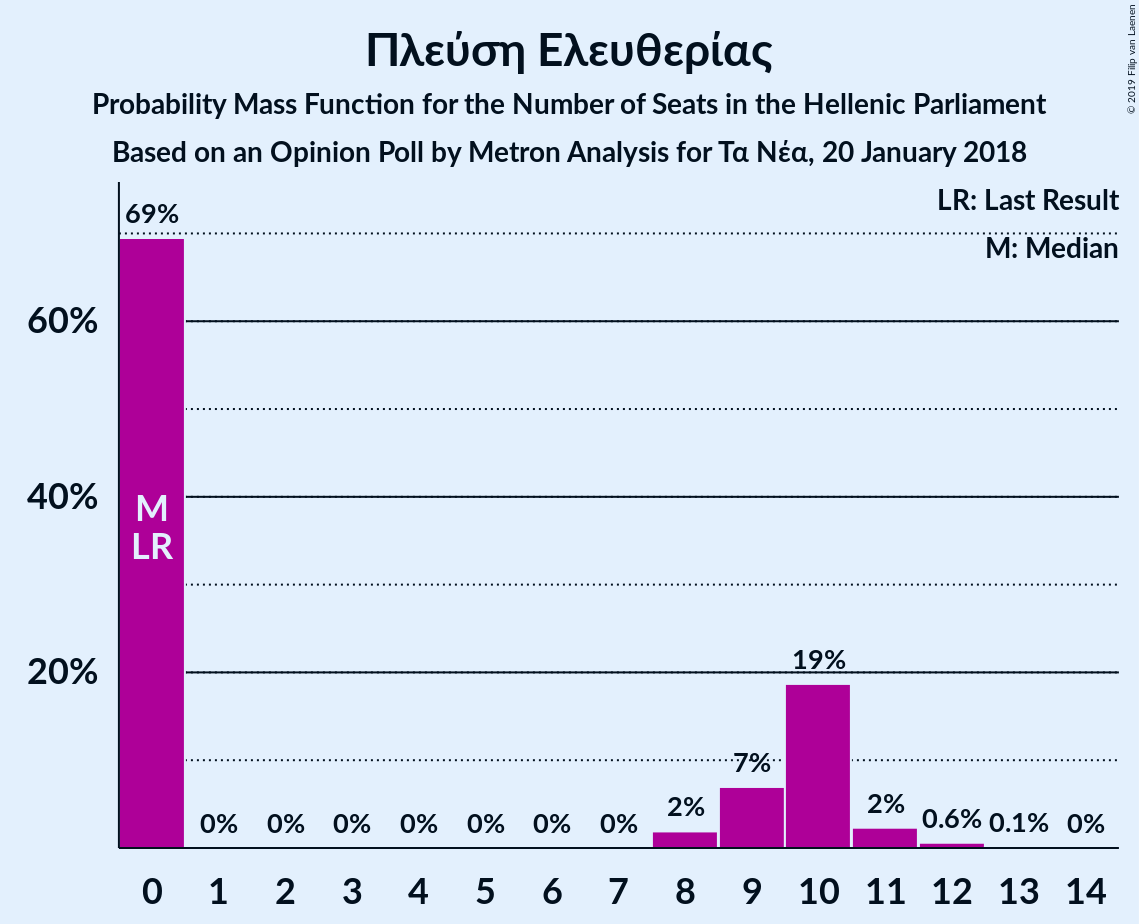 Πλεύση Ελευθερίας
Probability Mass Function for the Number of Seats in the Hellenic Parliament
Based on an Opinion Poll by Metron Analysis for Τα Νέα, 20 January 2018
© 2019 Filip van Laenen
LR: Last Result
M: Median
60%
40%
20%
69%
M
LR
0%
0%
0%
0%
0%
0%
0%
2%
7%
19%
2%
0.6%
0.1%
0%
0 1 2 3 4 5 6 7 8 9 10 11 12 13 14